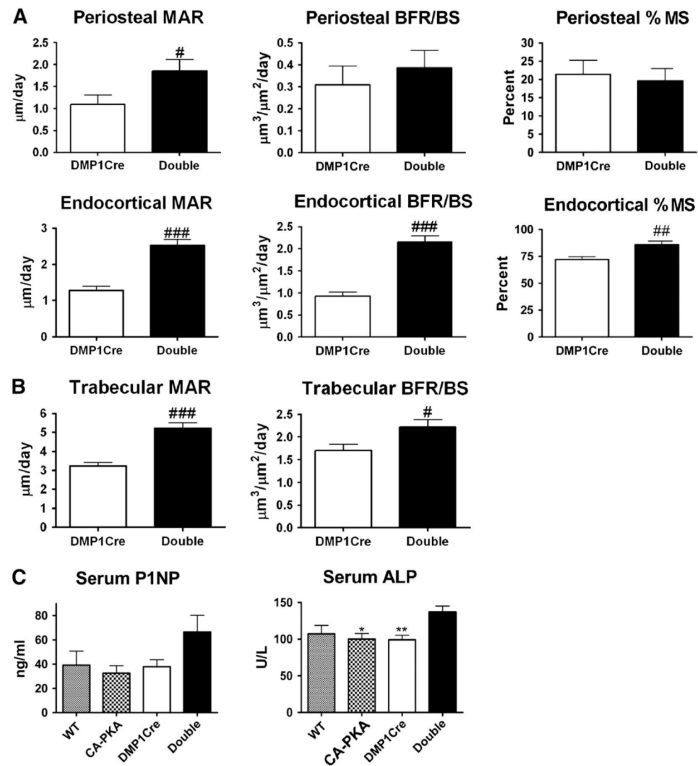 A
Periosteal MAR
Periosteal BFR/BS
Periosteal % MS
μm/day
2.5
2.0
1.5
1.0
0.5
0.0
#
DMP1Cre Double
μm³/μm²/day
0.5
0.4
0.3
0.2
0.1
0.0
DMP1Cre Double
Percent
30
25
20
15
10
5
0
DMP1Cre Double
Endocortical MAR
Endocortical BFR/BS
Endocortical % MS
μm/day
3
2
1
0
###
DMP1Cre Double
μm³/μm²/day
2.5
2.0
1.5
1.0
0.5
0.0
###
DMP1Cre Double
Percent
100
75
50
25
0
##
DMP1Cre Double
B
Trabecular MAR
Trabecular BFR/BS
μm/day
6
5
4
3
2
1
0
###
DMP1Cre Double
μm³/μm²/day
2.5
2.0
1.5
1.0
0.5
0.0
#
DMP1Cre Double
C
Serum P1NP
Serum ALP
ng/ml
80
60
40
20
0
WT CA-PKA DMP1Cre Double
U/L
150
100
50
0
* **
WT CA-PKA DMP1Cre Double